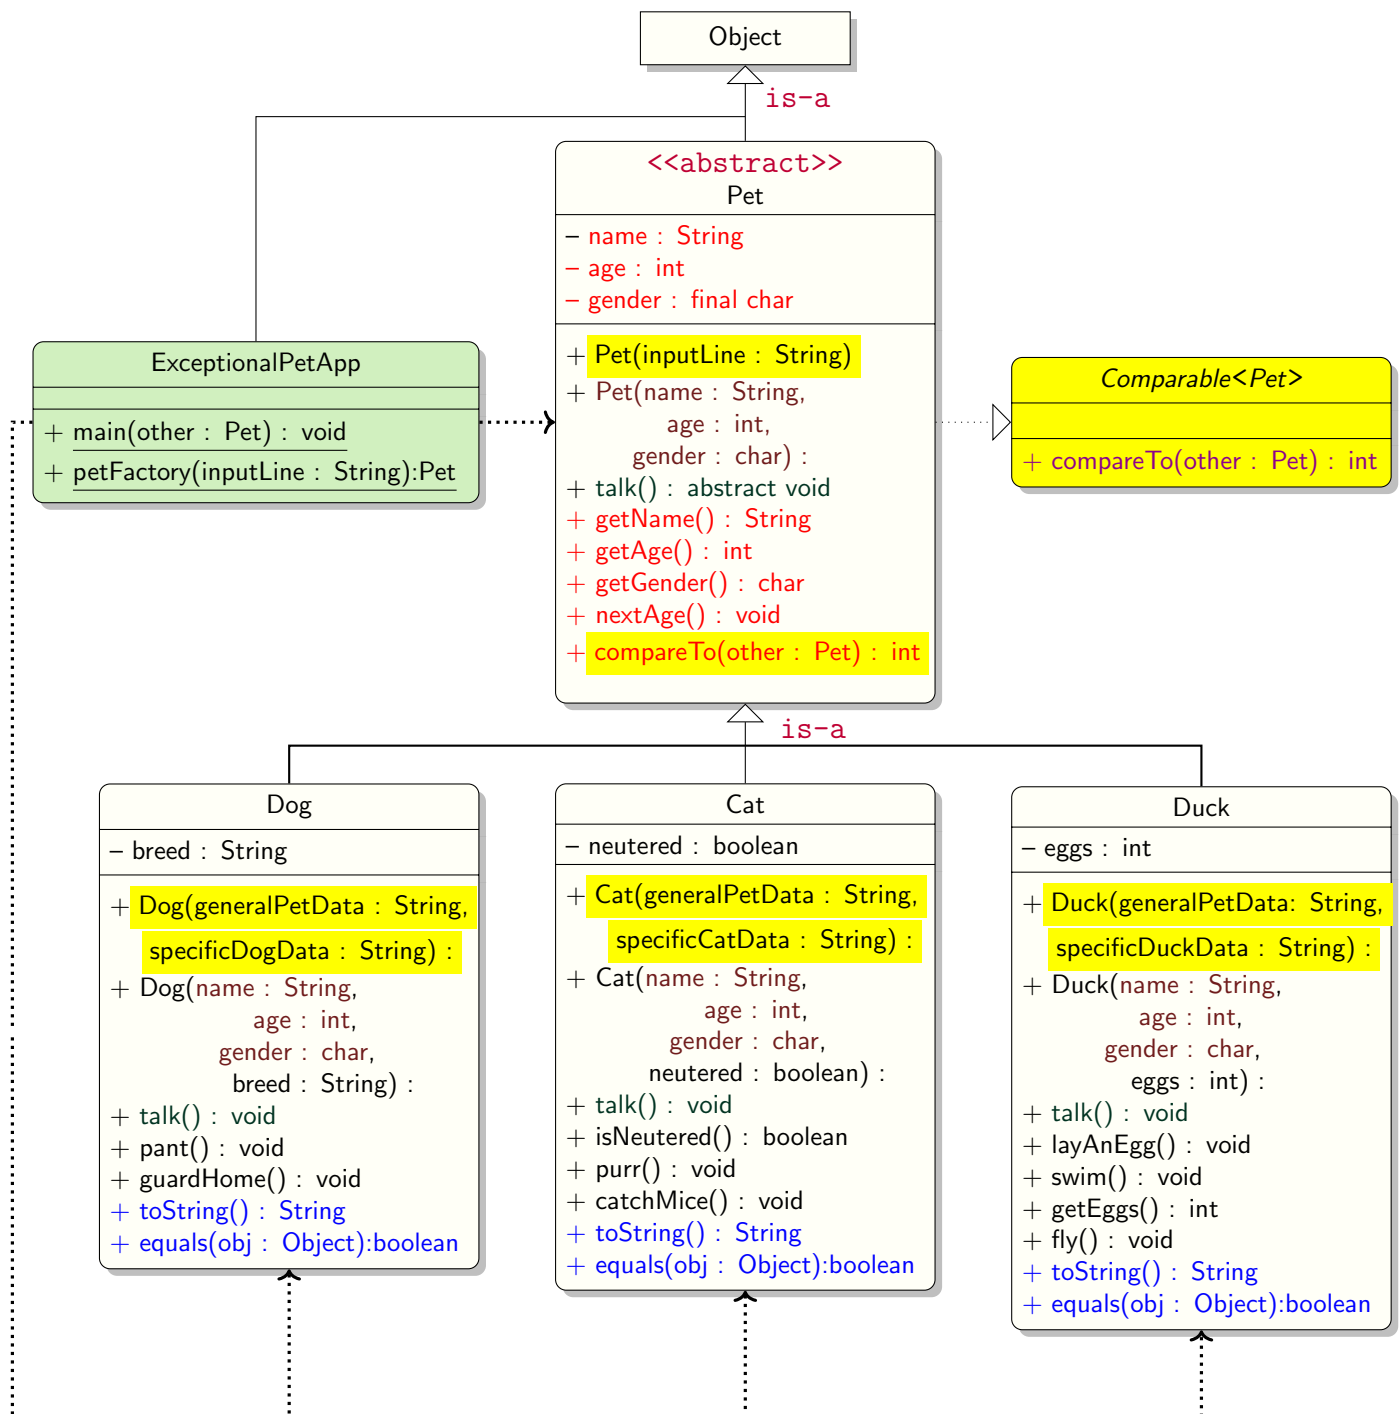 Object
is-a
<<abstract>>
Pet
– name : String
– age : int
– gender : final char
+ Pet(inputLine : String)
+ Pet(name : String,
age : int,
gender : char) :
+ talk() : abstract void
+ getName() : String
+ getAge() : int
+ getGender() : char
+ nextAge() : void
+ compareTo(other : Pet) : int
ExceptionalPetApp
+ main(other : Pet) : void
+ petFactory(inputLine : String):Pet
Comparable<Pet>
+ compareTo(other : Pet) : int
is-a
Dog
– breed : String
+ Dog(generalPetData : String,
specificDogData : String) :
+ Dog(name : String,
age : int,
gender : char,
breed : String) :
+ talk() : void
+ pant() : void
+ guardHome() : void
+ toString() : String
+ equals(obj : Object):boolean
Cat
– neutered : boolean
+ Cat(generalPetData : String,
specificCatData : String) :
+ Cat(name : String,
age : int,
gender : char,
neutered : boolean) :
+ talk() : void
+ isNeutered() : boolean
+ purr() : void
+ catchMice() : void
+ toString() : String
+ equals(obj : Object):boolean
Duck
– eggs : int
+ Duck(generalPetData: String,
specificDuckData : String) :
+ Duck(name : String,
age : int,
gender : char,
eggs : int) :
+ talk() : void
+ layAnEgg() : void
+ swim() : void
+ getEggs() : int
+ fly() : void
+ toString() : String
+ equals(obj : Object):boolean